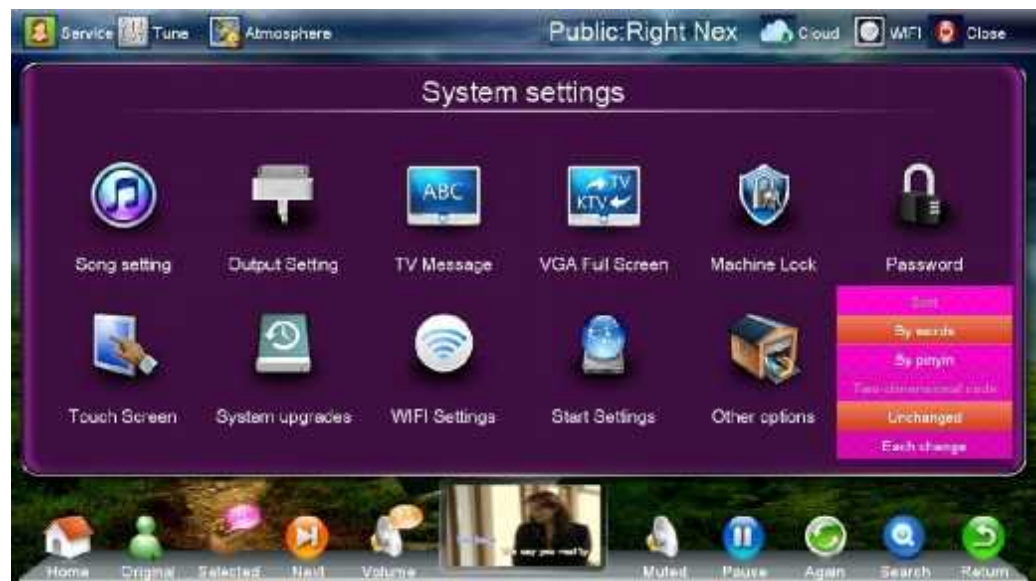 Service Tune Atmosphere Public:Right Nex Cloud WIFI Close
System settings
ABC
TV
KTV
Song setting Output Setting TV Message VGA Full Screen Machine Lock Password
Sort
By words
By pinyin
Two-dimensional code
Unchanged
Each change
Touch Screen System upgrades WIFI Settings Start Settings Other options
say you really
Home Original Selected Next Volume Muted Pause Again Search Return